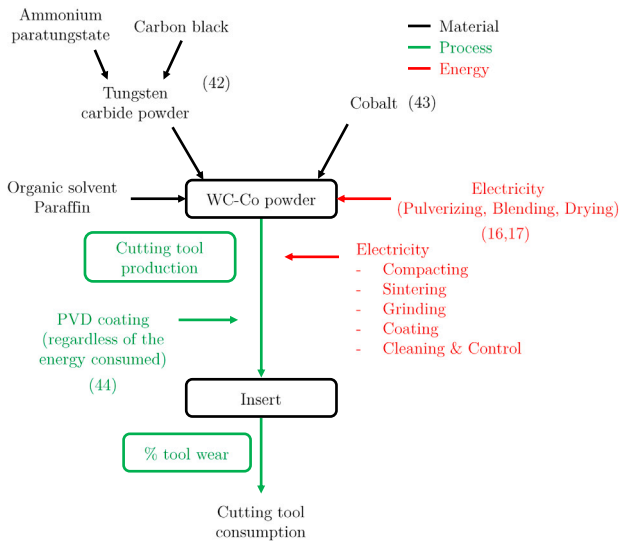 Ammonium
paratungstate
Carbon black
Material
Process
Energy
Tungsten
carbide powder
(42)
Cobalt (43)
Organic solvent
Paraffin
WC-Co powder
Electricity
(Pulverizing, Blending, Drying)
(16,17)
Cutting tool
production
Electricity
- Compacting
- Sintering
- Grinding
- Coating
- Cleaning & Control
PVD coating
(regardless of the
energy consumed)
(44)
Insert
% tool wear
Cutting tool
consumption